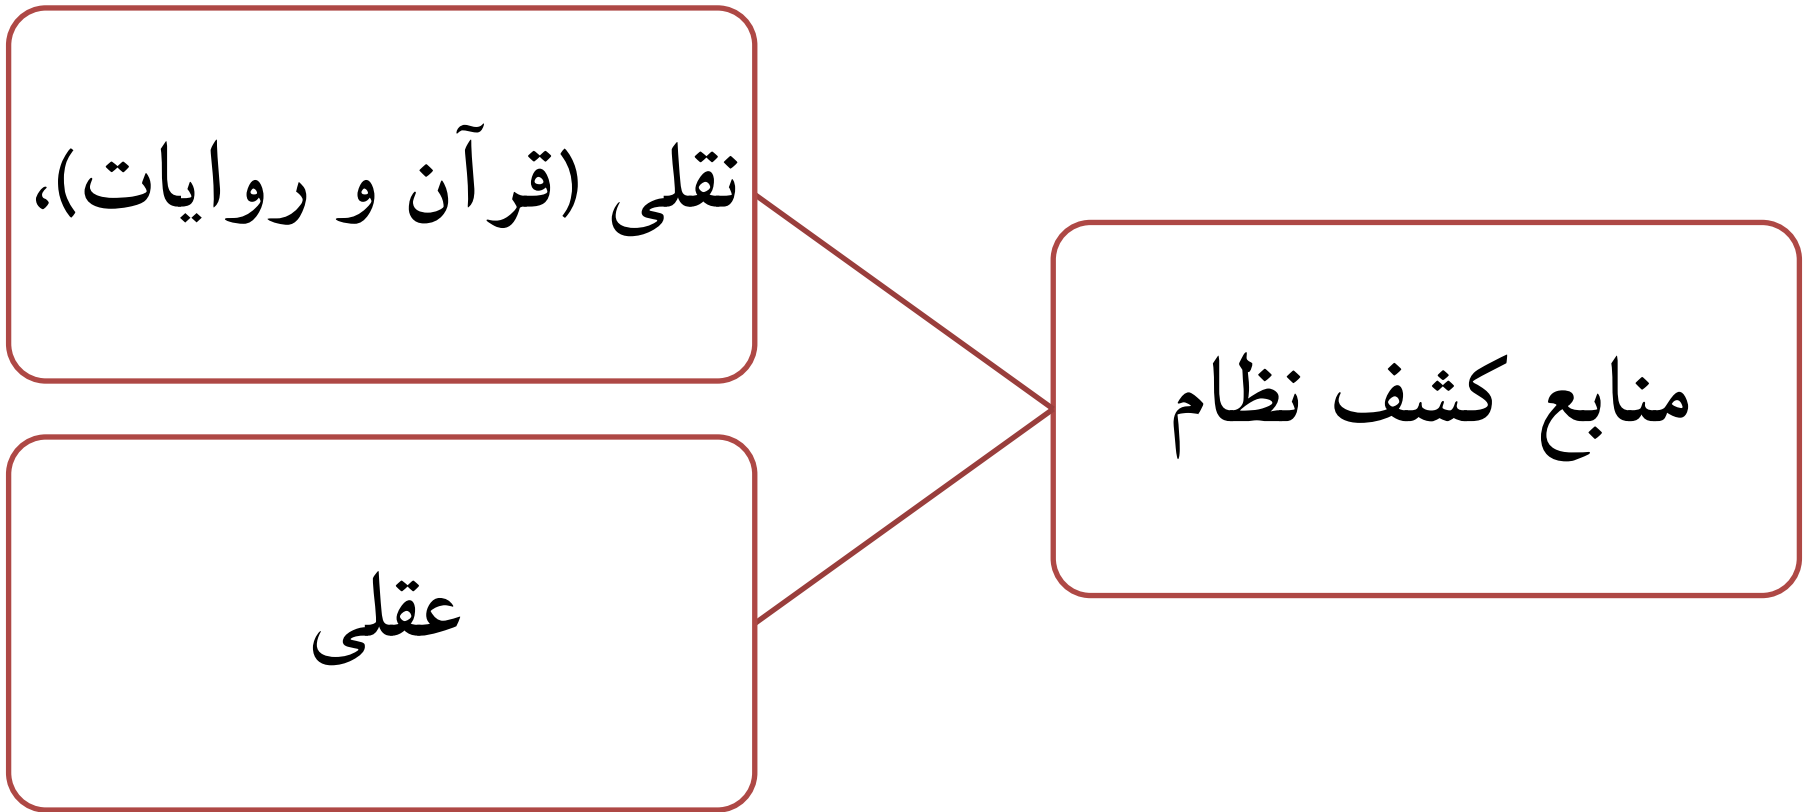 منابع کشف نظام
نقلی (قرآن و روایات)،
عقلی